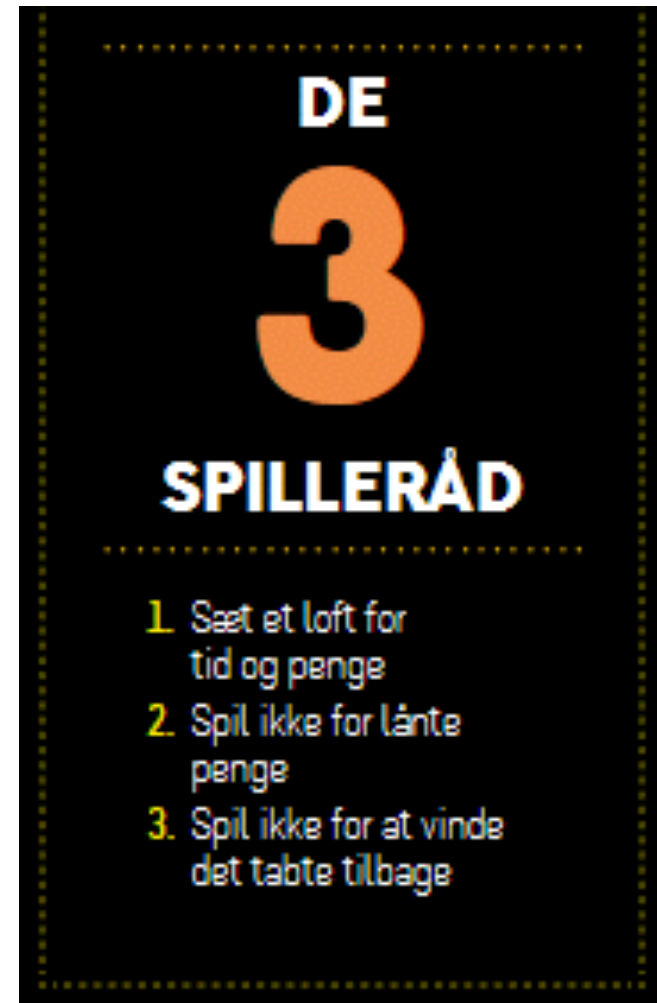 DE
3
SPILLERÅD
1. Sæt et loft for
tid og penge
2. Spil ikke for lånte
penge
3. Spil ikke for at vinde
det tabte tilbage